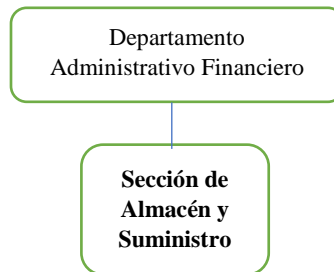 Departamento
Administrativo Financiero
Sección de
Almacén y
Suministro